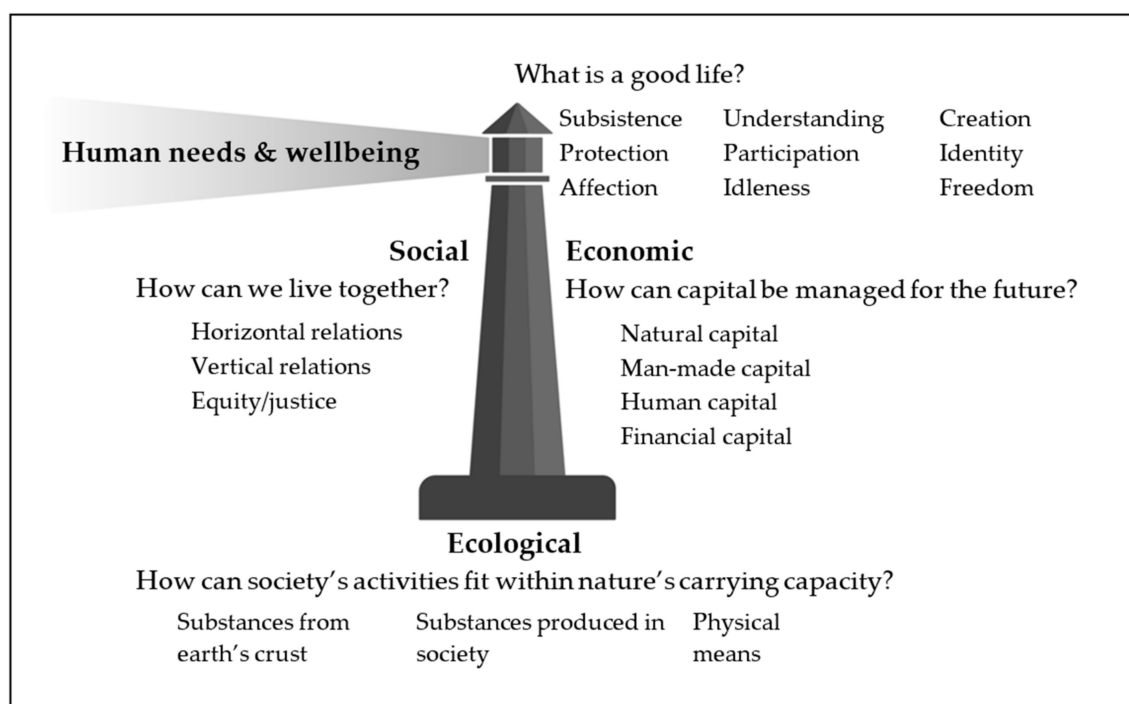 What is a good life?
Human needs & wellbeing
Subsistence Understanding Creation
Protection Participation Identity
Affection Idleness Freedom
Social
How can we live together?
Horizontal relations
Vertical relations
Equity/justice
Economic
How can capital be managed for the future?
Natural capital
Man-made capital
Human capital
Financial capital
Ecological
How can society's activities fit within nature's carrying capacity?
Substances from
earth's crust
Substances produced in
society
Physical
means